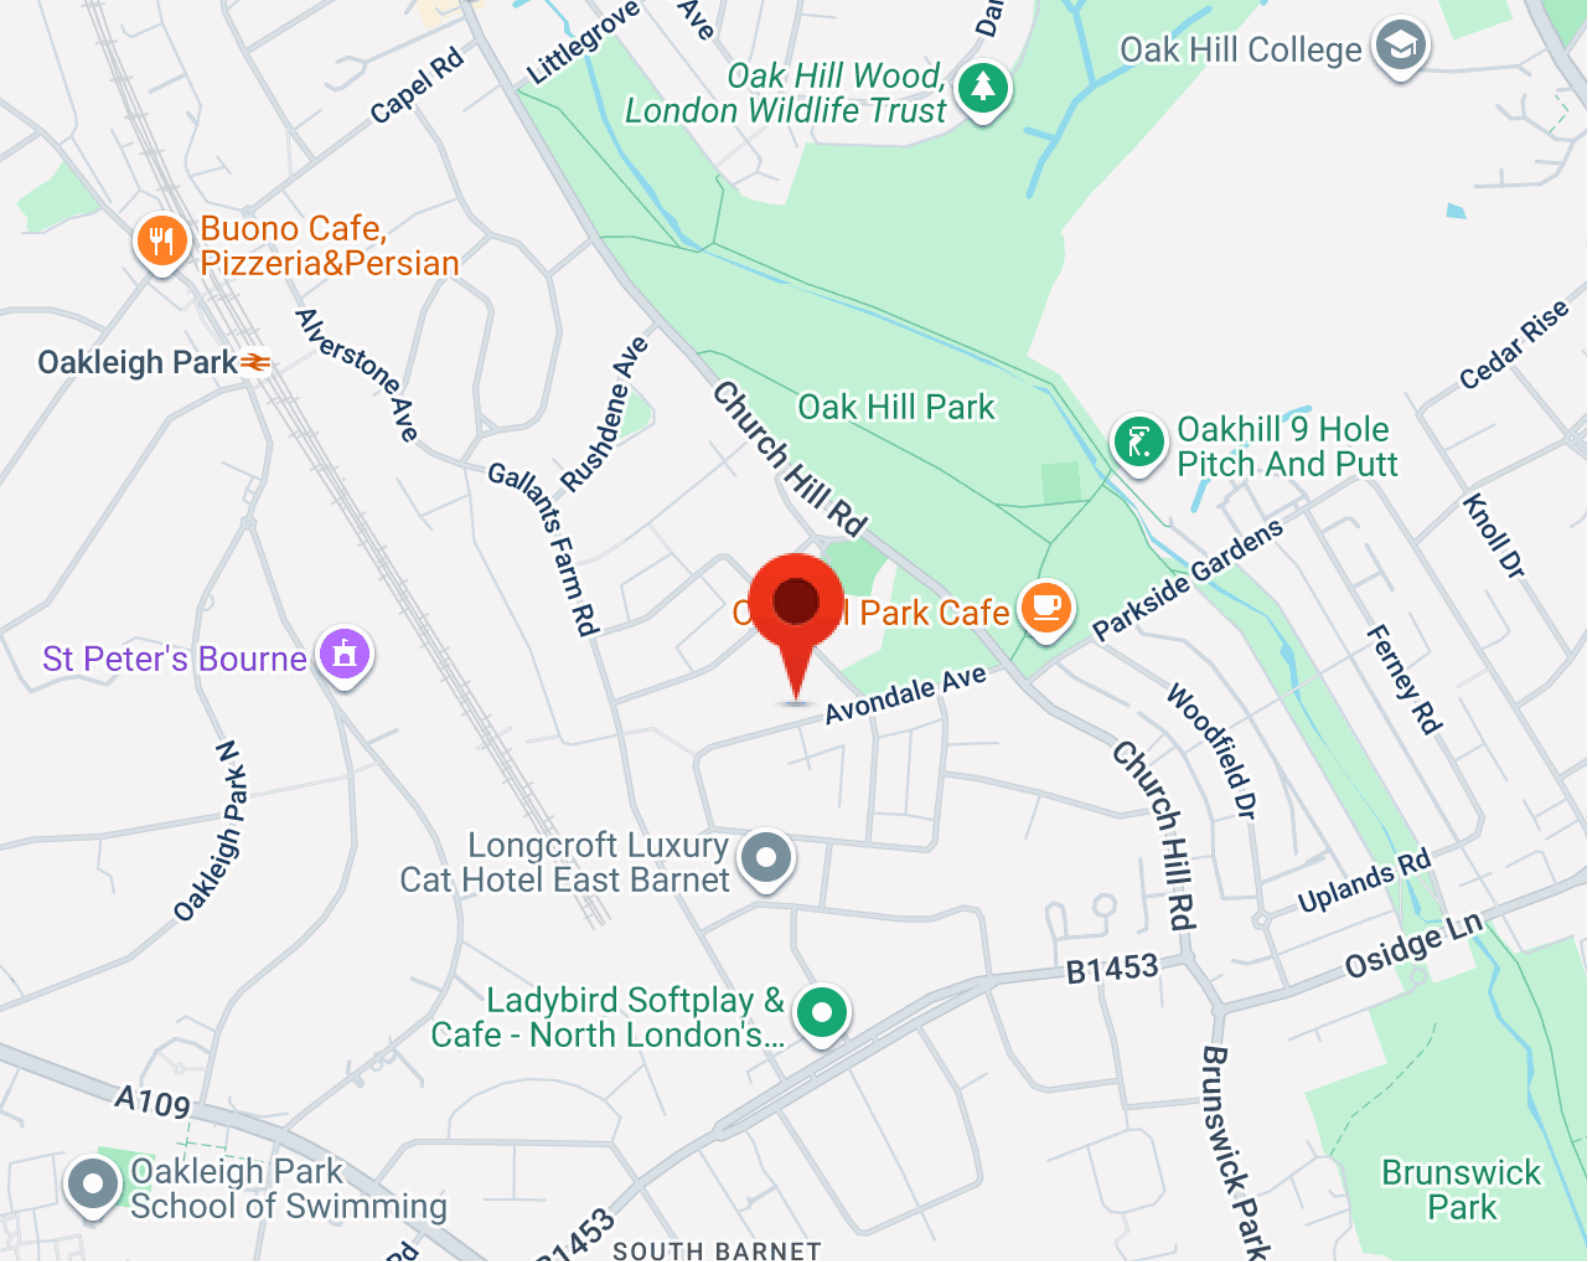 Littlegrove
Ave
Dar
Capel Rd
Oak Hill Wood,
London Wildlife Trust
Oak Hill College
Buono Cafe,
Pizzeria&Persian
Oakleigh Park
Alverstone Ave
Rushdene Ave
Gallants Farm Rd
Church Hill Rd
Oak Hill Park
Oakhill 9 Hole
Pitch And Putt
Cedar Rise
Knoll Dr
Parkside Gardens
Park Cafe
St Peter's Bourne
Avondale Ave
Ferney Rd
Woodfield Dr
Oakleigh Park N
Church Hill Rd
Longcroft Luxury
Cat Hotel East Barnet
Uplands Rd
Osidge Ln
B1453
Ladybird Softplay &
Cafe - North London's...
A109
Brunswick Park
Oakleigh Park
School of Swimming
Brunswick
Park
Rd
B1453
SOUTH BARNET